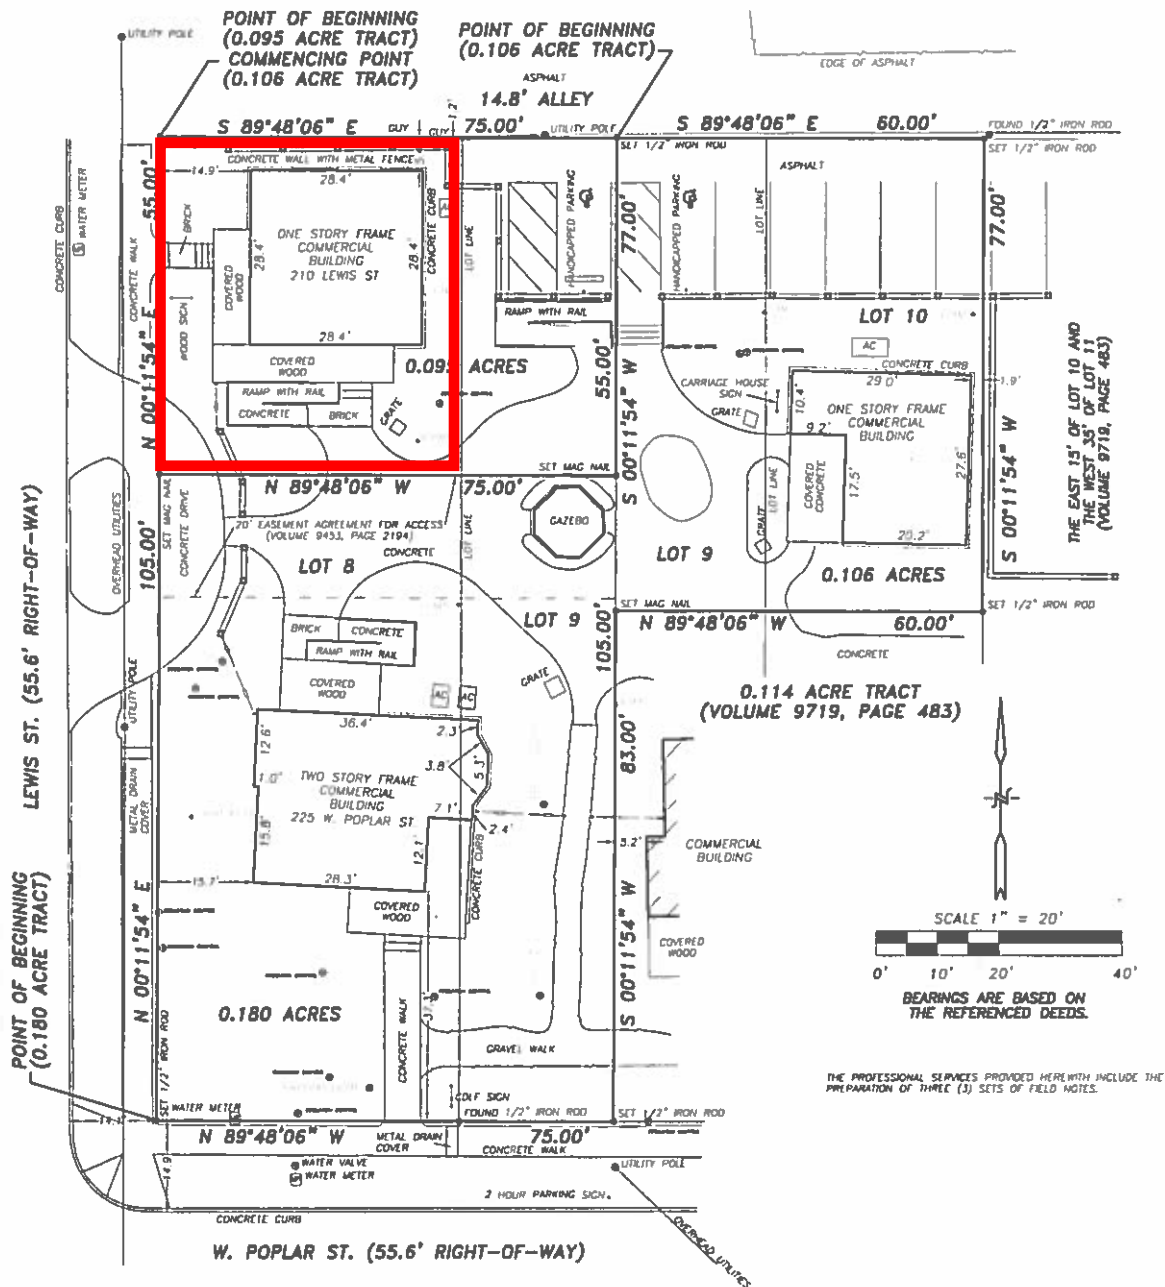 POINT OF BEGINNING
(0.095 ACRE TRACT)
COMMENCING POINT
(0.106 ACRE TRACT)
POINT OF BEGINNING
(0.106 ACRE TRACT)
UTILITY POLE
EDGE OF ASPHALT
ASPHALT
14.8' ALLEY
S 89°48'06" E
GUY
GUY
1.2'
75.00'
UTILITY POLE
S 89°48'06" E
60.00'
FOUND 1/2" IRON ROD
SET 1/2" IRON ROD
SET 1/2" IRON ROD
CONCRETE WALL WITH METAL FENCE
14.9'
28.4'
ASPHALT
CONCRETE CURB
WATER METER
CONCRETE WALK
55.00'
N 00°11'54" E
BRICK
WOOD SIGN
COVERED
WOOD
28.4'
ONE STORY FRAME
COMMERCIAL
BUILDING
210 LEWIS ST
28.4'
28.4'
CONCRETE CURB
AC
LOT LINE
HANDICAPPED PARKING
77.00'
HANDICAPPED PARKING
LOT LINE
77.00'
RAMP WITH RAIL
LOT 10
COVERED
WOOD
0.095 ACRES
RAMP WITH RAIL
CONCRETE
BRICK
GRATE
55.00'
S 00°11'54" W
AC
CONCRETE CURB
CARRIAGE HOUSE
SIGN
GRATE
29.0'
1.9'
10.4'
ONE STORY FRAME
COMMERCIAL
BUILDING
9.2'
17.5'
27.6'
20.2'
COVERED
CONCRETE
LOT LINE
GRATE
S 00°11'54" W
THE EAST 15' OF LOT 10 AND
THE WEST 35' OF LOT 11
(VOLUME 9719, PAGE 483)
SET MAG NAIL
N 89°48'06" W
75.00'
SET MAG NAIL
CONCRETE DRIVE
OVERHEAD UTILITIES
20' EASEMENT AGREEMENT FOR ACCESS
(VOLUME 9453, PAGE 2194)
CONCRETE
LOT LINE
GAZEBO
LOT 8
LOT 9
0.106 ACRES
LEWIS ST. (55.6' RIGHT-OF-WAY)
105.00'
LOT 9
105.00'
SET MAG NAIL
N 89°48'06" W
60.00'
SET 1/2" IRON ROD
CONCRETE
BRICK
CONCRETE
RAMP WITH RAIL
COVERED
WOOD
GRATE
0.114 ACRE TRACT
(VOLUME 9719, PAGE 483)
UTILITY POLE
AC
AC
36.4'
2.3'
12.6'
1.0'
15.8'
TWO STORY FRAME
COMMERCIAL
BUILDING
225 W. POPLAR ST
3.8'
5.3'
7.1'
2.4'
12.1'
83.00'
METAL DRAIN
COVER
5.2'
COMMERCIAL
BUILDING
15.7'
28.3'
CONCRETE CURB
COVERED
WOOD
COVERED
WOOD
POINT OF BEGINNING
(0.180 ACRE TRACT)
N 00°11'54" E
S 00°11'54" W
SCALE 1" = 20'
0'
10'
20'
40'
BEARINGS ARE BASED ON
THE REFERENCED DEEDS.
0.180 ACRES
CONCRETE WALK
GRAVEL WALK
THE PROFESSIONAL SERVICES PROVIDED HEREWITH INCLUDE THE
PREPARATION OF THREE (3) SETS OF FIELD NOTES.
SET 1/2" IRON ROD
WATER METER
FOUND 1/2" IRON ROD
SET 1/2" IRON ROD
N 89°48'06" W
METAL DRAIN
COVER
75.00'
CONCRETE WALK
14.9
WATER VALVE
WATER METER
UTILITY POLE
2 HOUR PARKING SIGN
CONCRETE CURB
OVERHEAD UTILITIES
W. POPLAR ST. (55.6' RIGHT-OF-WAY)